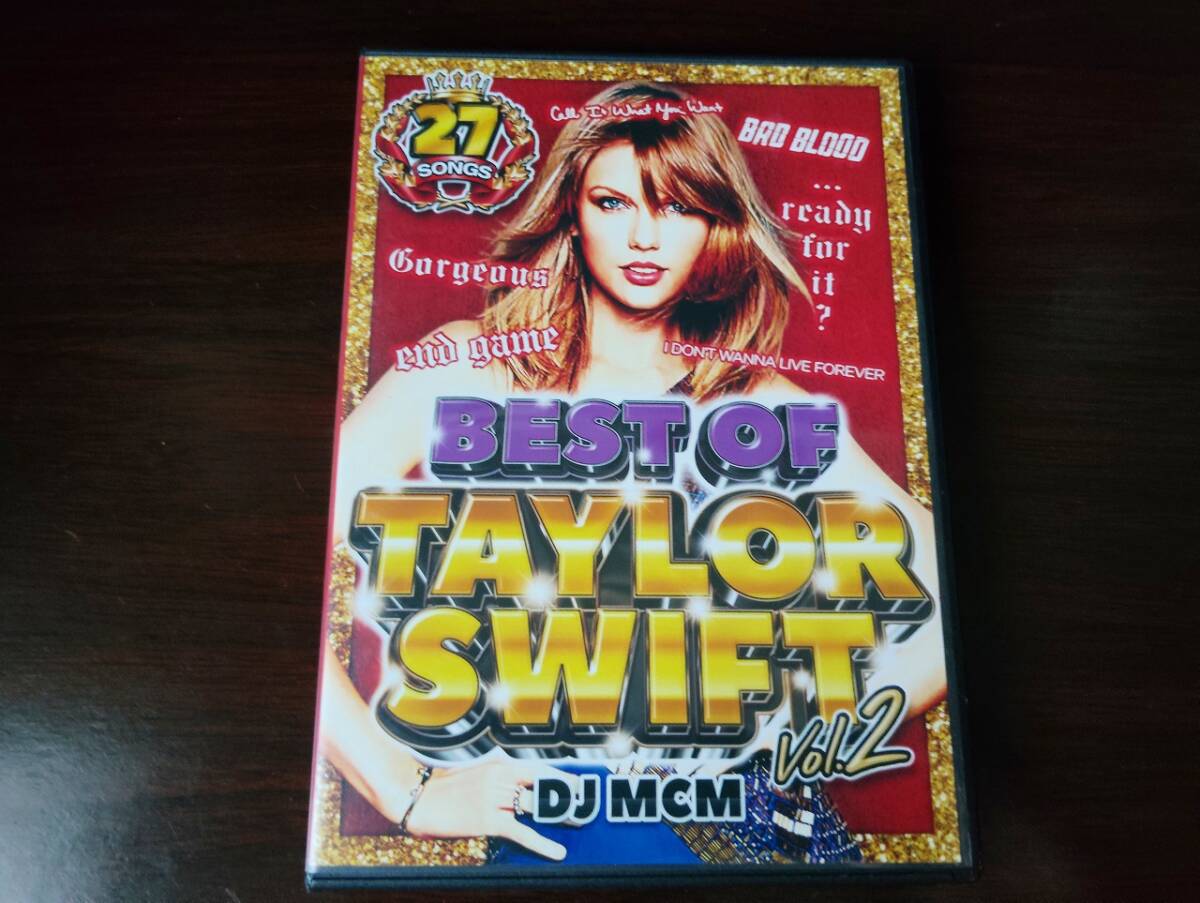 27
SONGS
Call It What You Want
BAD BLOOD
...
ready
for
it
?
Gorgeous
end game
I DON'T WANNA LIVE FOREVER
BEST OF
TAYLOR
SWIFT
Vol.2
DJ MCM